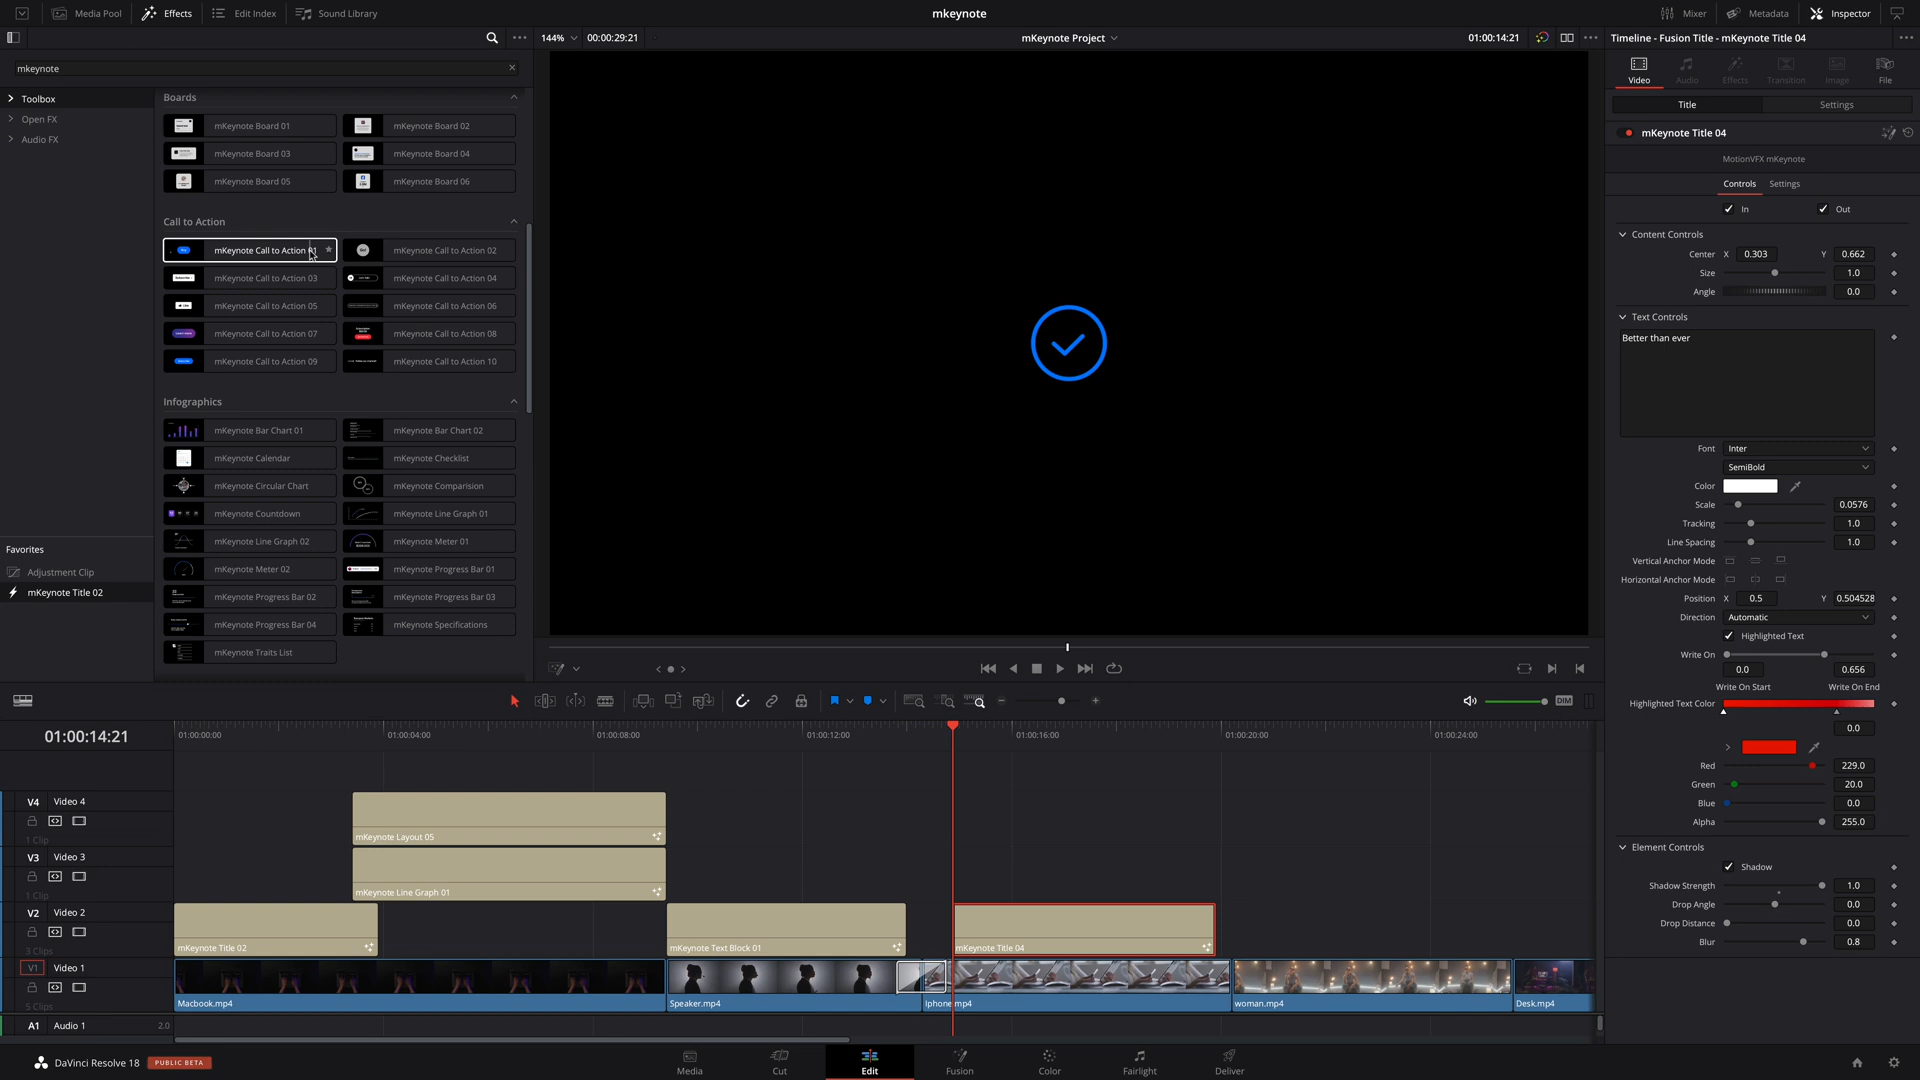 Media Pool
Effects
Edit Index
Sound Library
mkeynote
Mixer
Metadata
Inspector
144%
00:00:29:21
mKeynote Project
01:00:14:21
Timeline - Fusion Title - mKeynote Title 04
mkeynote
Toolbox
Open FX
Audio FX
Favorites
Adjustment Clip
mKeynote Title 02
Boards
mKeynote Board 01
mKeynote Board 02
mKeynote Board 03
mKeynote Board 04
mKeynote Board 05
mKeynote Board 06
Call to Action
mKeynote Call to Action 01
mKeynote Call to Action 02
mKeynote Call to Action 03
mKeynote Call to Action 04
mKeynote Call to Action 05
mKeynote Call to Action 06
mKeynote Call to Action 07
mKeynote Call to Action 08
mKeynote Call to Action 09
mKeynote Call to Action 10
Infographics
mKeynote Bar Chart 01
mKeynote Bar Chart 02
mKeynote Calendar
mKeynote Checklist
mKeynote Circular Chart
mKeynote Comparision
mKeynote Countdown
mKeynote Line Graph 01
mKeynote Line Graph 02
mKeynote Meter 01
mKeynote Meter 02
mKeynote Progress Bar 01
mKeynote Progress Bar 02
mKeynote Progress Bar 03
mKeynote Progress Bar 04
mKeynote Specifications
mKeynote Traits List
Video
Audio
Effects
Transition
Image
File
Title
Settings
mKeynote Title 04
MotionVFX mKeynote
Controls
Settings
In
Out
Content Controls
Center X 0.303 Y 0.662
Size 1.0
Angle 0.0
Text Controls
Better than ever
Font Inter
SemiBold
Color
Scale 0.0576
Tracking 1.0
Line Spacing 1.0
Vertical Anchor Mode
Horizontal Anchor Mode
Position X 0.5 Y 0.504528
Direction Automatic
Highlighted Text
Write On
0.0 0.656
Write On Start Write On End
Highlighted Text Color
0.0
Red 229.0
Green 20.0
Blue 0.0
Alpha 255.0
Element Controls
Shadow
Shadow Strength 1.0
Drop Angle 0.0
Drop Distance 0.0
Blur 0.8
DIM
01:00:14:21
01:00:00:00
01:00:04:00
01:00:08:00
01:00:12:00
01:00:16:00
01:00:20:00
01:00:24:00
V4 Video 4
1 Clip
mKeynote Layout 05
V3 Video 3
1 Clip
mKeynote Line Graph 01
V2 Video 2
3 Clips
mKeynote Title 02
mKeynote Text Block 01
mKeynote Title 04
V1 Video 1
5 Clips
Macbook.mp4
Speaker.mp4
iphone.mp4
woman.mp4
Desk.mp4
A1 Audio 1 2.0
DaVinci Resolve 18
PUBLIC BETA
Media
Cut
Edit
Fusion
Color
Fairlight
Deliver